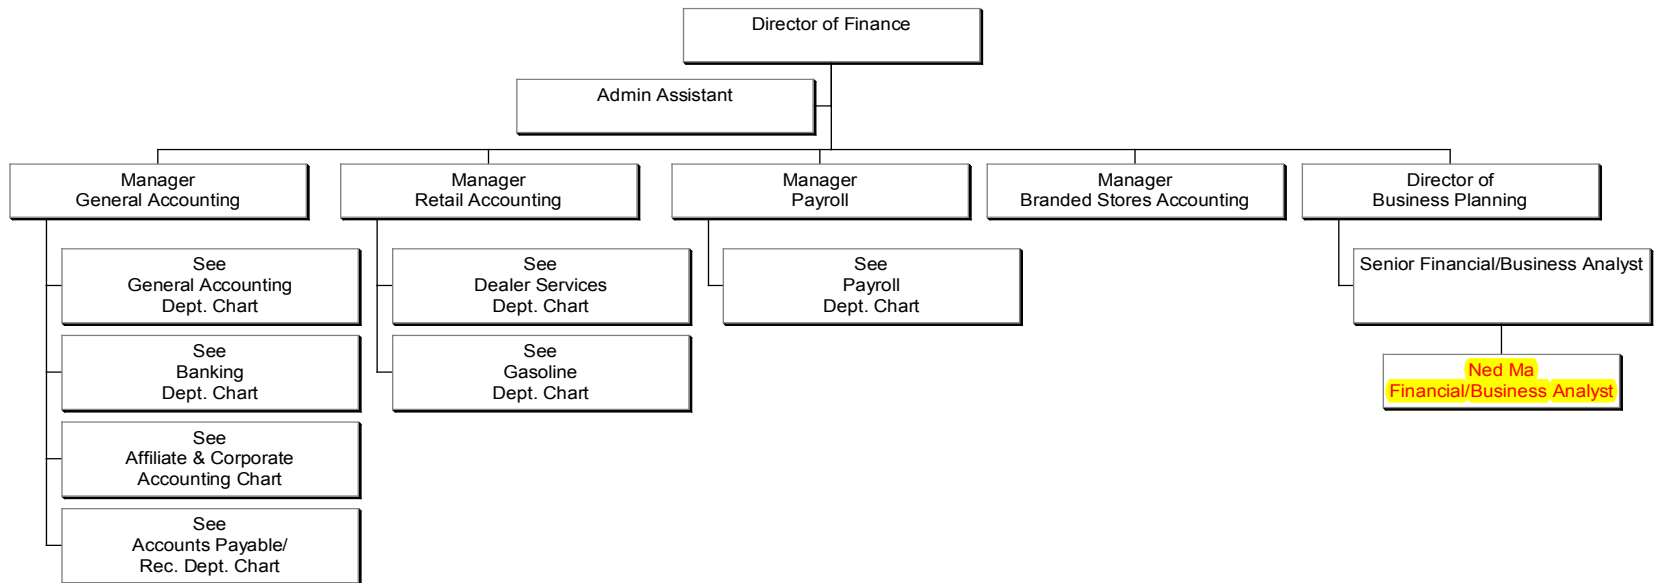 Director of Finance
Admin Assistant
Manager
General Accounting
Manager
Retail Accounting
Manager
Payroll
Manager
Branded Stores Accounting
Director of
Business Planning
See
General Accounting
Dept. Chart
See
Dealer Services
Dept. Chart
See
Payroll
Dept. Chart
Senior Financial/Business Analyst
See
Banking
Dept. Chart
See
Gasoline
Dept. Chart
Ned Ma
Financial/Business Analyst
See
Affiliate & Corporate
Accounting Chart
See
Accounts Payable/
Rec. Dept. Chart